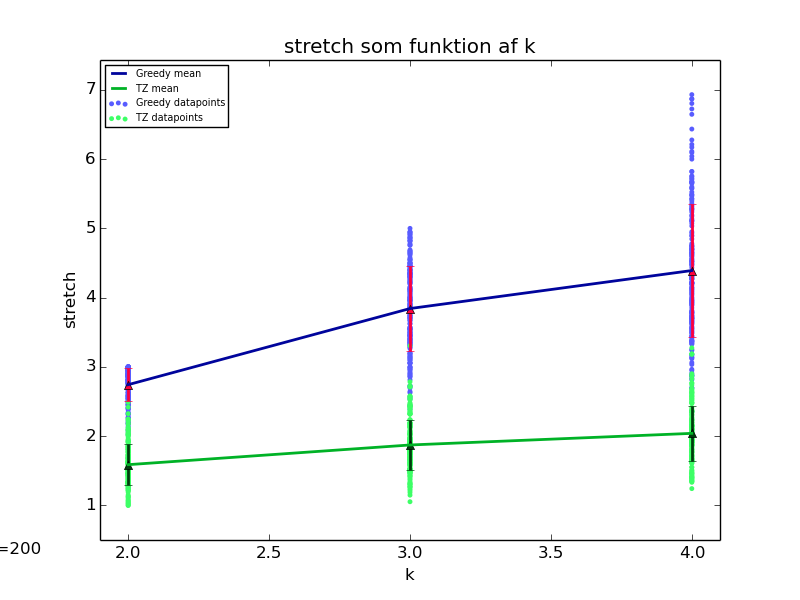 stretch som funktion af k
Greedy mean
TZ mean
Greedy datapoints
TZ datapoints
7
6
5
4
3
2
1
stretch
2.0 2.5 3.0 3.5 4.0
k
=200